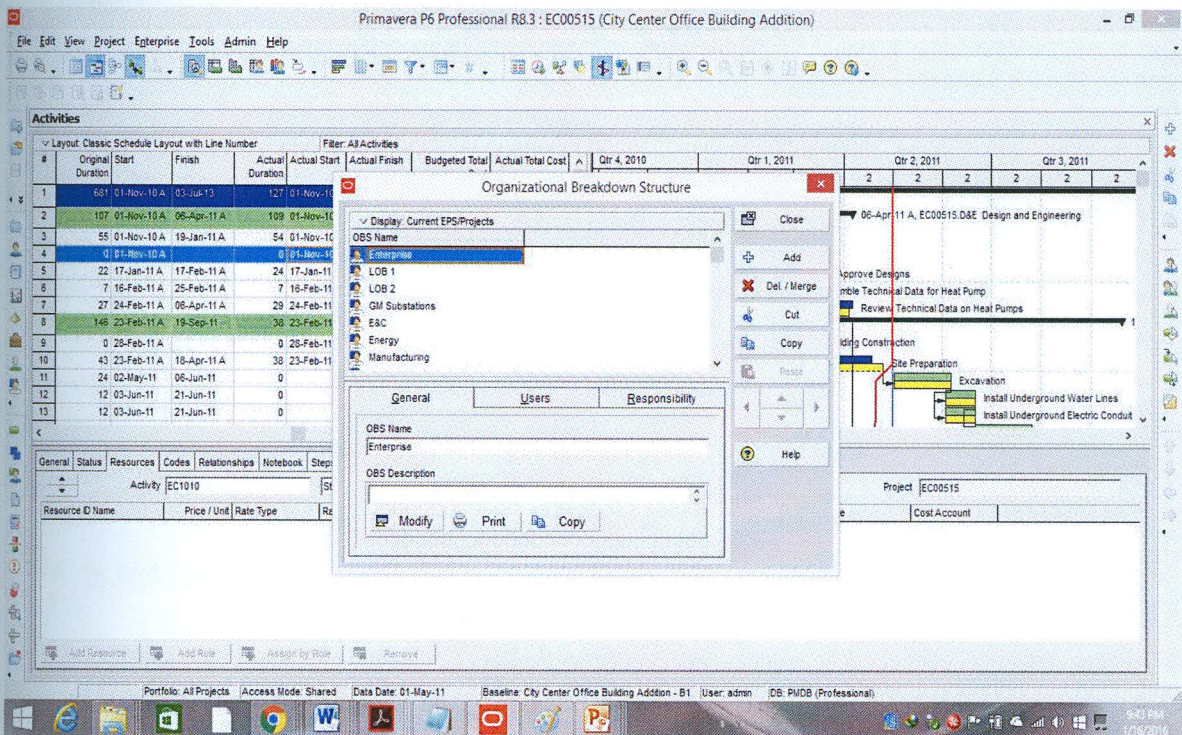 Primavera P6 Professional R8.3 : EC00515 (City Center Office Building Addition)
File Edit View Project Enterprise Tools Admin Help
Activities
Layout: Classic Schedule Layout with Line Number Filter: All Activities
# Original Duration Start Finish Actual Duration Actual Start Actual Finish Budgeted Total Actual Total Cost Qtr 4, 2010 Qtr 1, 2011 Qtr 2, 2011 Qtr 3, 2011
2 2 2 2 2 2
1 681 01-Nov-10 A 03-Jul-13 127 01-Nov-10
2 107 01-Nov-10 A 06-Apr-11 A 109 01-Nov-10 06-Apr-11 A, EC00515.D&E Design and Engineering
3 55 01-Nov-10 A 19-Jan-11 A 54 01-Nov-10
4 0 01-Nov-10 A 0 01-Nov-10
5 22 17-Jan-11 A 17-Feb-11 A 24 17-Jan-11 Approve Designs
6 7 16-Feb-11 A 25-Feb-11 A 7 16-Feb-11 mble Technical Data for Heat Pump
7 27 24-Feb-11 A 06-Apr-11 A 29 24-Feb-11 Review Technical Data on Heat Pumps
8 146 23-Feb-11 A 19-Sep-11 38 23-Feb-11 1
9 0 28-Feb-11 A 0 28-Feb-11 lding Construction
10 43 23-Feb-11 A 18-Apr-11 A 38 23-Feb-11 Site Preparation
11 24 02-May-11 06-Jun-11 0 Excavation
12 12 03-Jun-11 21-Jun-11 0 Install Underground Water Lines
13 12 03-Jun-11 21-Jun-11 0 Install Underground Electric Conduit
Organizational Breakdown Structure
Display: Current EPS/Projects
OBS Name
Enterprise
LOB 1
LOB 2
GM Substations
E&C
Energy
Manufacturing
Close
Add
Del. / Merge
Cut
Copy
Paste
Help
General Users Responsibility
OBS Name
Enterprise
OBS Description
Modify Print Copy
General Status Resources Codes Relationships Notebook Steps
Activity EC1010 St Project EC00515
Resource ID Name Price / Unit Rate Type Ra e Cost Account
Add Resource Add Role Assign by Role Remove
Portfolio: All Projects Access Mode: Shared Data Date: 01-May-11 Baseline: City Center Office Building Addition - B1 User: admin DB: PMDB (Professional)
9:43 PM